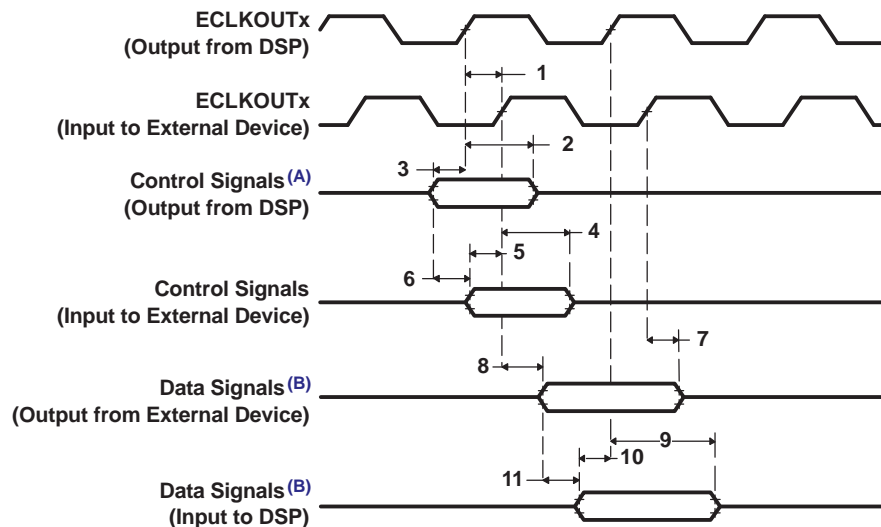 ECLKOUTx
(Output from DSP)
1
ECLKOUTx
(Input to External Device)
2
3
Control Signals (A)
(Output from DSP)
4
5
6
Control Signals
(Input to External Device)
7
8
Data Signals (B)
(Output from External Device)
9
10
11
Data Signals (B)
(Input to DSP)